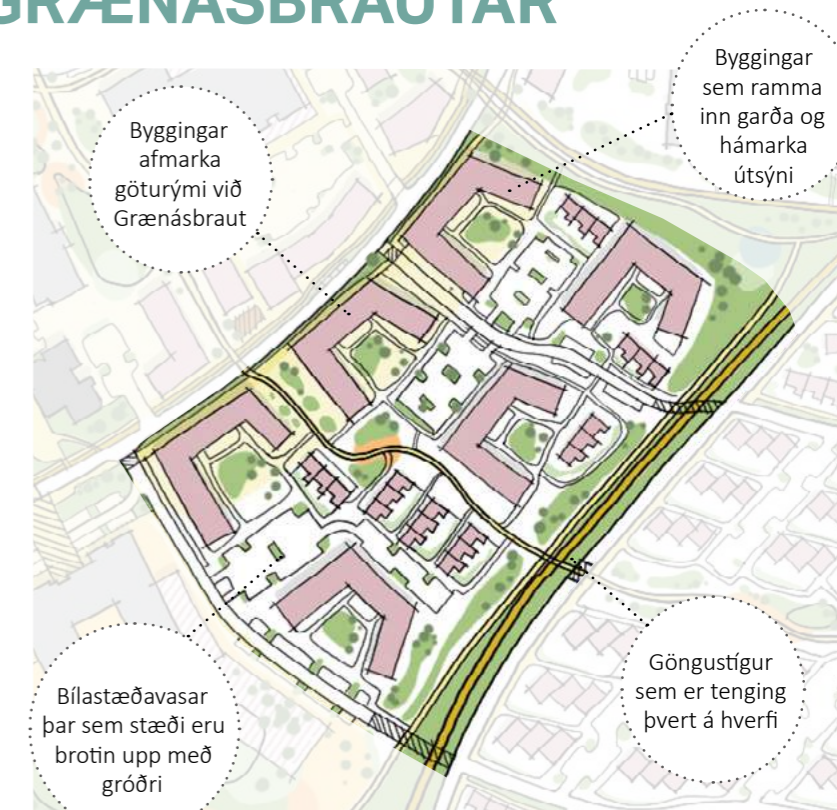 GRÆNÁSBRAUTAR
Byggingar
sem ramma
inn garða og
hámarka
útsýni
Byggingar
afmarka
göturými við
Grænásbraut
Bílastæðavasar
þar sem stæði eru
brotin upp með
gróðri
Göngustígur
sem er tenging
þvert á hverfi